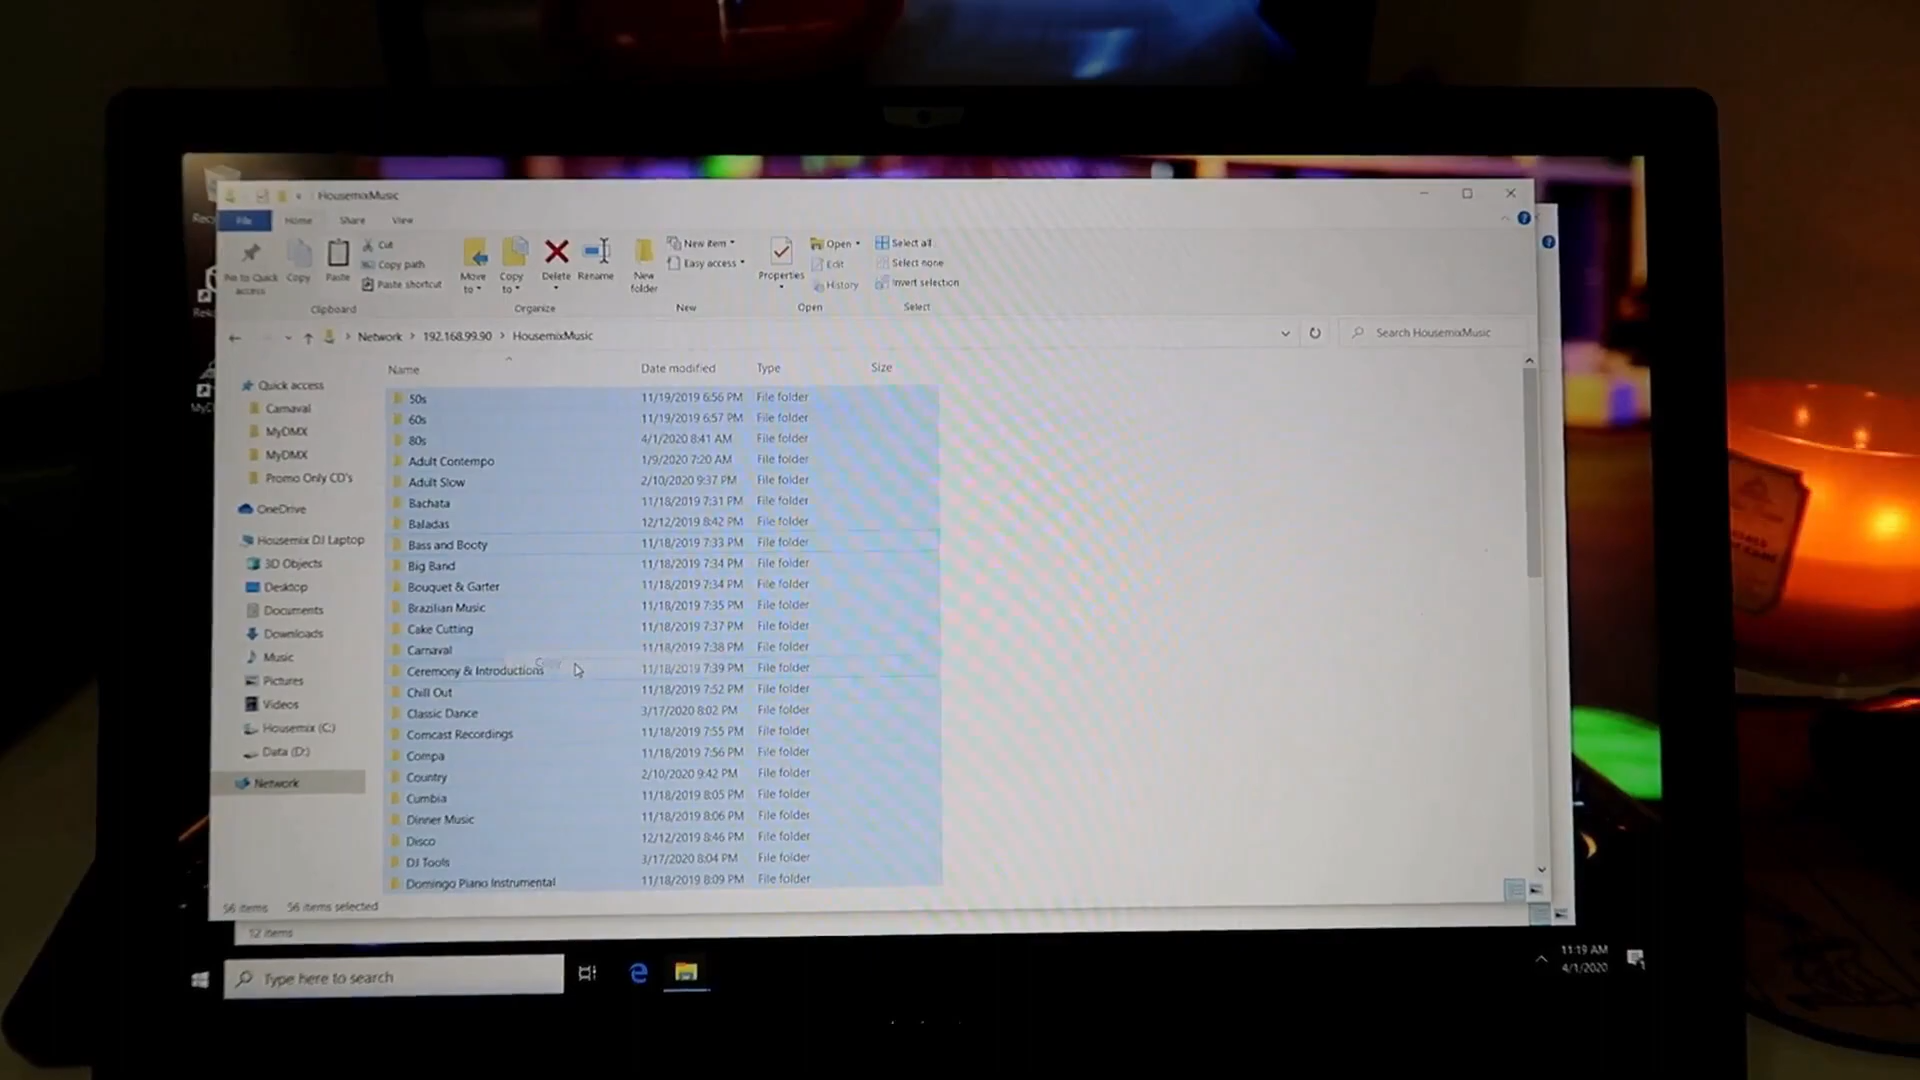 HousemixMusic
File Home Share View
Pin to Quick access
Copy
Paste
Cut
Copy path
Paste shortcut
Clipboard
Move to
Copy to
Delete
Rename
Organize
New folder
New item
Easy access
New
Properties
Open
Edit
History
Open
Select all
Select none
Invert selection
Select
Network > 192.168.99.90 > HousemixMusic
Search HousemixMusic
Quick access
Carnaval
MyDMX
MyDMX
Promo Only CD's
OneDrive
Housemix DJ Laptop
3D Objects
Desktop
Documents
Downloads
Music
Pictures
Videos
Housemix (C:)
Data (D:)
Network
Name Date modified Type Size
50s 11/19/2019 6:56 PM File folder
60s 11/19/2019 6:57 PM File folder
80s 4/1/2020 8:41 AM File folder
Adult Contempo 1/9/2020 7:20 AM File folder
Adult Slow 2/10/2020 9:37 PM File folder
Bachata 11/18/2019 7:31 PM File folder
Baladas 12/12/2019 8:42 PM File folder
Bass and Booty 11/18/2019 7:33 PM File folder
Big Band 11/18/2019 7:34 PM File folder
Bouquet & Garter 11/18/2019 7:34 PM File folder
Brazilian Music 11/18/2019 7:35 PM File folder
Cake Cutting 11/18/2019 7:37 PM File folder
Carnaval 11/18/2019 7:38 PM File folder
Ceremony & Introductions 11/18/2019 7:39 PM File folder
Chill Out 11/18/2019 7:52 PM File folder
Classic Dance 3/17/2020 8:02 PM File folder
Comcast Recordings 11/18/2019 7:55 PM File folder
Compa 11/18/2019 7:56 PM File folder
Country 2/10/2020 9:42 PM File folder
Cumbia 11/18/2019 8:05 PM File folder
Dinner Music 11/18/2019 8:06 PM File folder
Disco 12/12/2019 8:46 PM File folder
DJ Tools 3/17/2020 8:04 PM File folder
Domingo Piano Instrumental 11/18/2019 8:09 PM File folder
Copy
56 items 56 items selected
12 items
Type here to search
11:19 AM
4/1/2020